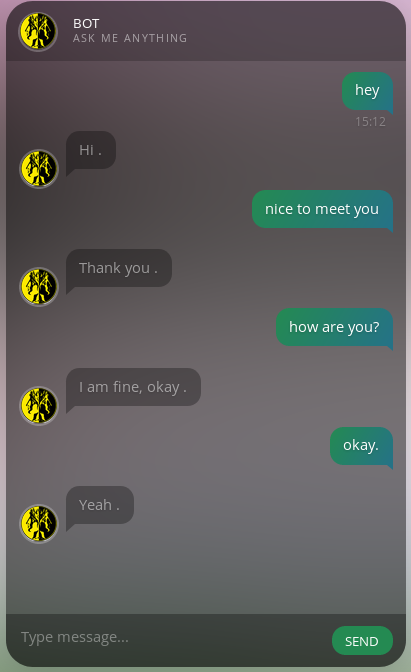 BOT
ASK ME ANYTHING
hey
15:12
Hi .
nice to meet you
Thank you .
how are you?
I am fine, okay .
okay.
Yeah .
Type message...
SEND